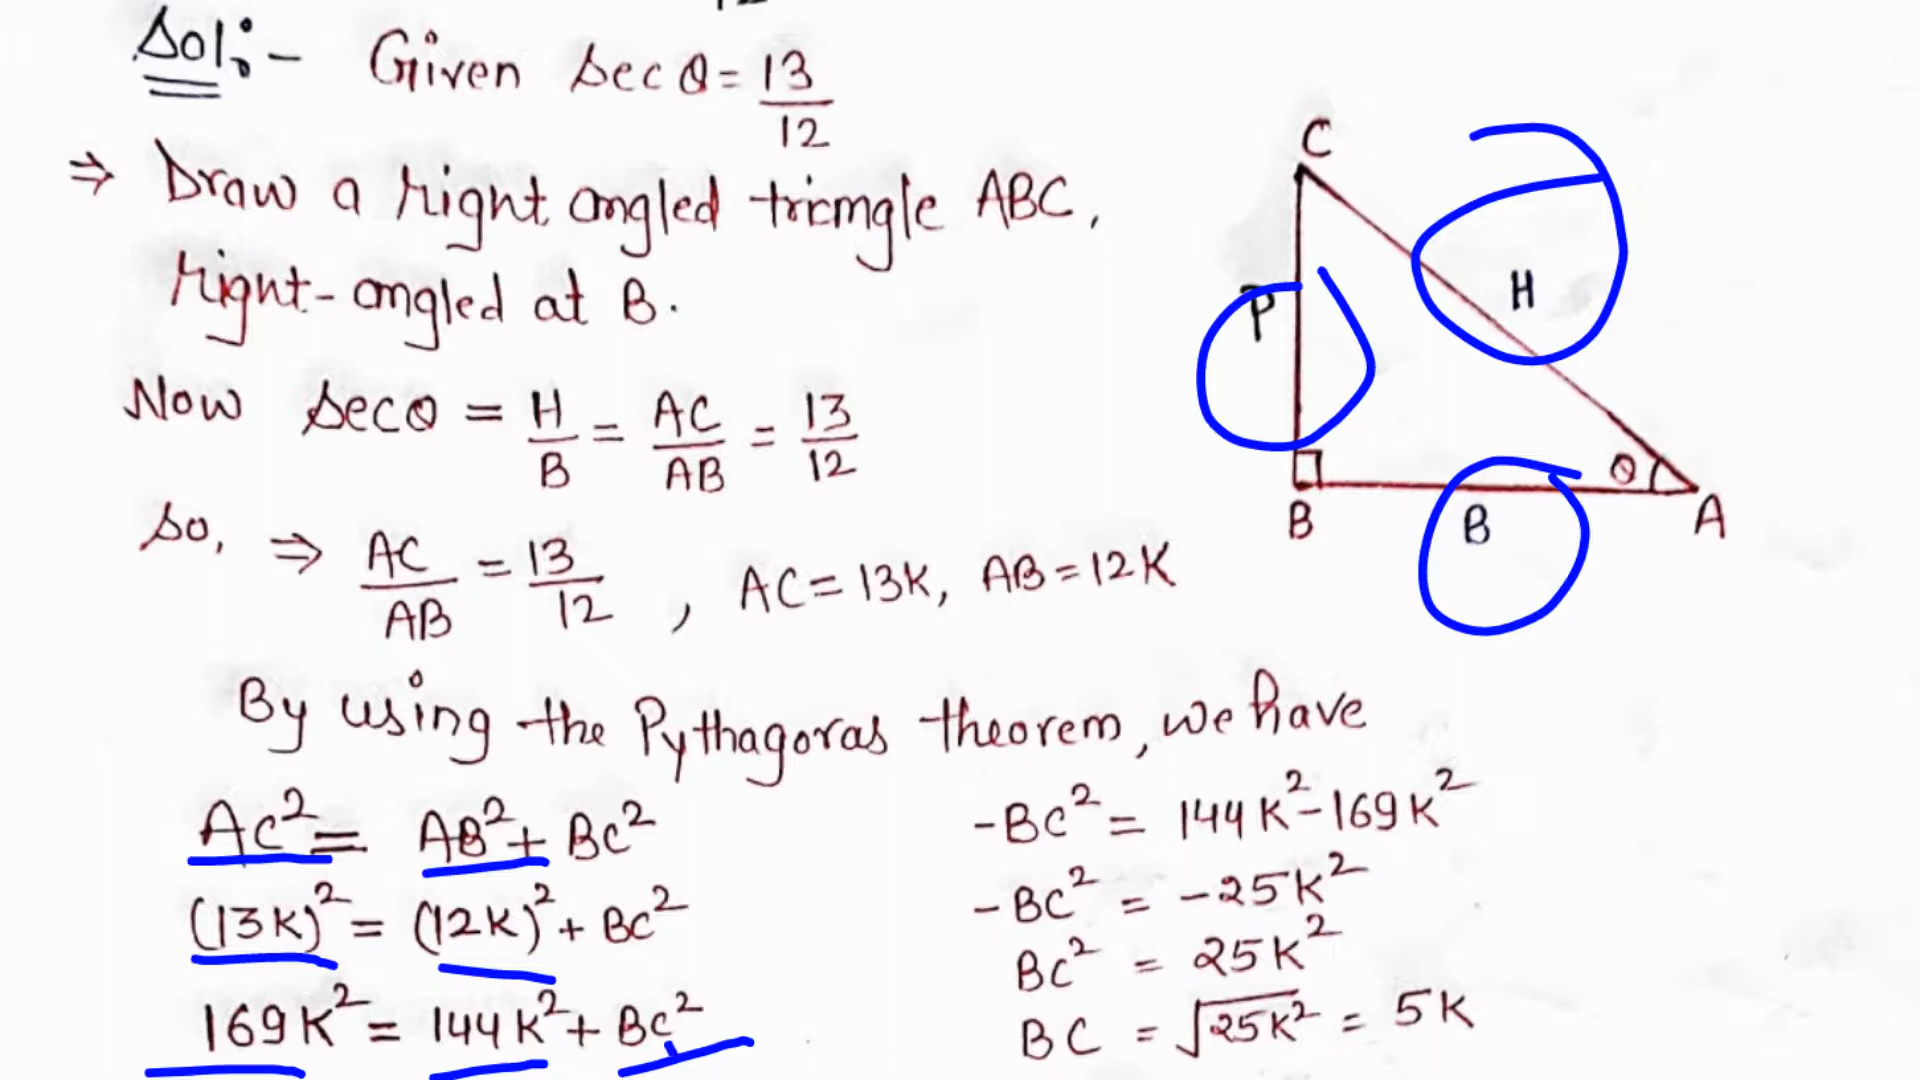 Sol:- Given Sec θ = 13/12
⇒ Draw a right angled triangle ABC,
right-angled at B.
Now Sec θ = H/B = AC/AB = 13/12
So, ⇒ AC/AB = 13/12 , AC = 13K, AB = 12K
By using the Pythagoras theorem, we have
AC² = AB² + BC²
(13K)² = (12K)² + BC²
169K² = 144K² + BC²
-BC² = 144K² - 169K²
-BC² = -25K²
BC² = 25K²
BC = √25K² = 5K
C
P
H
θ
B
B
A